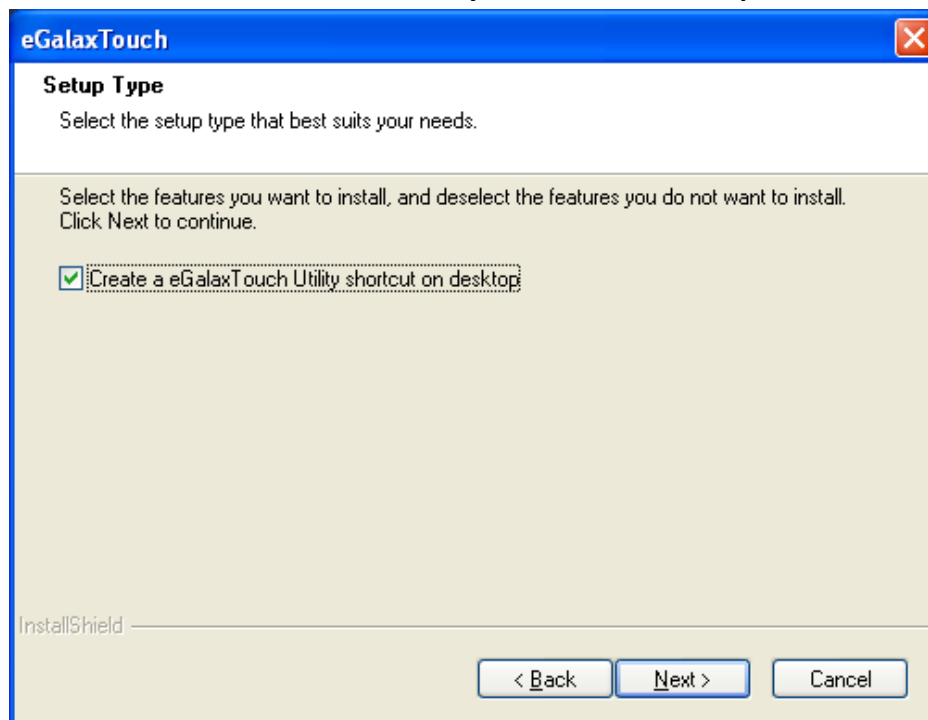 eGalaxTouch
Setup Type
Select the setup type that best suits your needs.
Select the features you want to install, and deselect the features you do not want to install.
Click Next to continue.
Create a eGalaxTouch Utility shortcut on desktop
InstallShield
< Back
Next >
Cancel